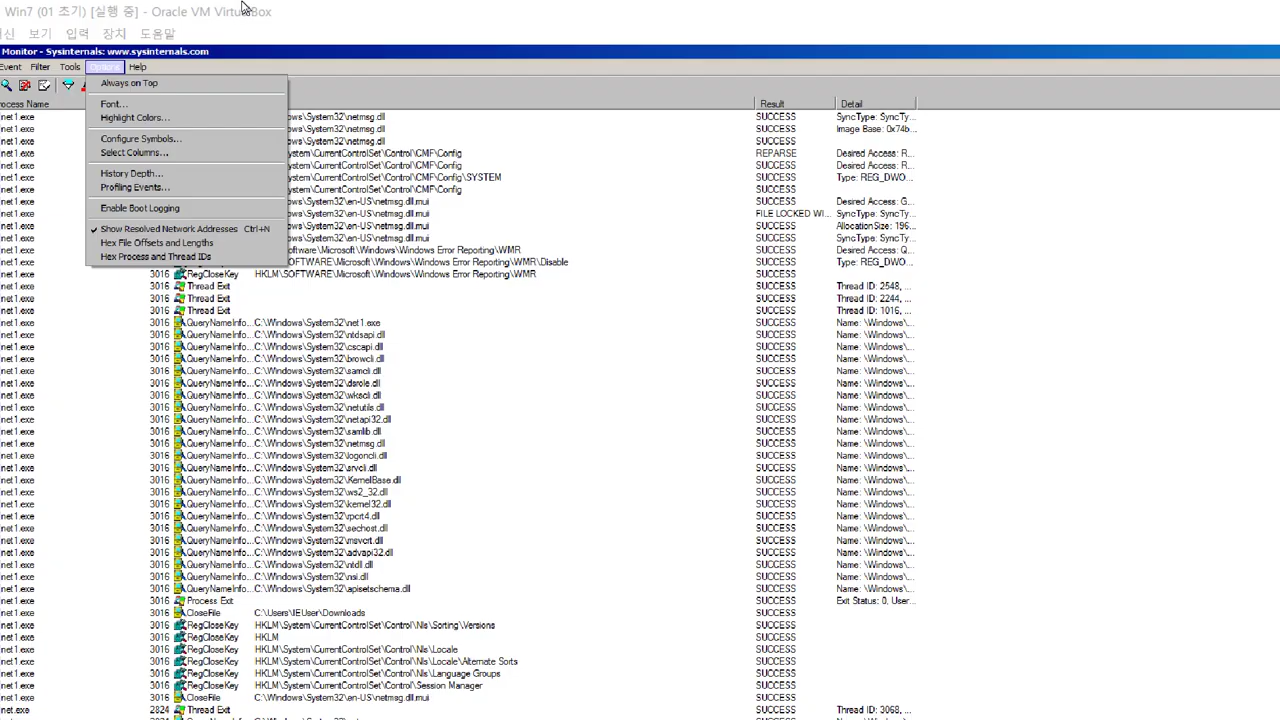 Win7 (01 초기) [실행 중] - Oracle VM VirtualBox
보기 입력 장치 도움말
Monitor - Sysinternals: www.sysinternals.com
Event Filter Tools Options Help
Always on Top
Font...
Highlight Colors...
Configure Symbols...
Select Columns...
History Depth...
Profiling Events...
Enable Boot Logging
Show Resolved Network Addresses Ctrl+N
Hex File Offsets and Lengths
Hex Process and Thread IDs
ocess Name Result Detail
net1.exe ndows\System32\netmsg.dll SUCCESS SyncType: SyncTy...
net1.exe ndows\System32\netmsg.dll SUCCESS Image Base: 0x74b...
net1.exe ndows\System32\netmsg.dll SUCCESS
net1.exe ystem\CurrentControlSet\Control\CMF\Config REPARSE Desired Access: R...
net1.exe ystem\CurrentControlSet\Control\CMF\Config SUCCESS Desired Access: R...
net1.exe ystem\CurrentControlSet\Control\CMF\Config\SYSTEM SUCCESS Type: REG_DWO...
net1.exe ystem\CurrentControlSet\Control\CMF\Config SUCCESS
net1.exe ndows\System32\en-US\netmsg.dll.mui SUCCESS Desired Access: G...
net1.exe ndows\System32\en-US\netmsg.dll.mui FILE LOCKED WI... SyncType: SyncTy...
net1.exe ndows\System32\en-US\netmsg.dll.mui SUCCESS AllocationSize: 196...
net1.exe ndows\System32\en-US\netmsg.dll.mui SUCCESS SyncType: SyncTy...
net1.exe oftware\Microsoft\Windows\Windows Error Reporting\WMR SUCCESS Desired Access: Q...
net1.exe OFTWARE\Microsoft\Windows\Windows Error Reporting\WMR\Disable SUCCESS Type: REG_DWO...
net1.exe 3016 RegCloseKey HKLM\SOFTWARE\Microsoft\Windows\Windows Error Reporting\WMR SUCCESS
net1.exe 3016 Thread Exit SUCCESS Thread ID: 2548, ...
net1.exe 3016 Thread Exit SUCCESS Thread ID: 2244, ...
net1.exe 3016 Thread Exit SUCCESS Thread ID: 1016, ...
net1.exe 3016 QueryNameInfo... C:\Windows\System32\net1.exe SUCCESS Name: \Windows\...
net1.exe 3016 QueryNameInfo... C:\Windows\System32\ntdsapi.dll SUCCESS Name: \Windows\...
net1.exe 3016 QueryNameInfo... C:\Windows\System32\cscapi.dll SUCCESS Name: \Windows\...
net1.exe 3016 QueryNameInfo... C:\Windows\System32\browcli.dll SUCCESS Name: \Windows\...
net1.exe 3016 QueryNameInfo... C:\Windows\System32\samcli.dll SUCCESS Name: \Windows\...
net1.exe 3016 QueryNameInfo... C:\Windows\System32\dsrole.dll SUCCESS Name: \Windows\...
net1.exe 3016 QueryNameInfo... C:\Windows\System32\wkscli.dll SUCCESS Name: \Windows\...
net1.exe 3016 QueryNameInfo... C:\Windows\System32\netutils.dll SUCCESS Name: \Windows\...
net1.exe 3016 QueryNameInfo... C:\Windows\System32\netapi32.dll SUCCESS Name: \Windows\...
net1.exe 3016 QueryNameInfo... C:\Windows\System32\samlib.dll SUCCESS Name: \Windows\...
net1.exe 3016 QueryNameInfo... C:\Windows\System32\netmsg.dll SUCCESS Name: \Windows\...
net1.exe 3016 QueryNameInfo... C:\Windows\System32\logoncli.dll SUCCESS Name: \Windows\...
net1.exe 3016 QueryNameInfo... C:\Windows\System32\srvcli.dll SUCCESS Name: \Windows\...
net1.exe 3016 QueryNameInfo... C:\Windows\System32\KernelBase.dll SUCCESS Name: \Windows\...
net1.exe 3016 QueryNameInfo... C:\Windows\System32\ws2_32.dll SUCCESS Name: \Windows\...
net1.exe 3016 QueryNameInfo... C:\Windows\System32\kernel32.dll SUCCESS Name: \Windows\...
net1.exe 3016 QueryNameInfo... C:\Windows\System32\rpcrt4.dll SUCCESS Name: \Windows\...
net1.exe 3016 QueryNameInfo... C:\Windows\System32\sechost.dll SUCCESS Name: \Windows\...
net1.exe 3016 QueryNameInfo... C:\Windows\System32\msvcrt.dll SUCCESS Name: \Windows\...
net1.exe 3016 QueryNameInfo... C:\Windows\System32\advapi32.dll SUCCESS Name: \Windows\...
net1.exe 3016 QueryNameInfo... C:\Windows\System32\ntdll.dll SUCCESS Name: \Windows\...
net1.exe 3016 QueryNameInfo... C:\Windows\System32\nsi.dll SUCCESS Name: \Windows\...
net1.exe 3016 QueryNameInfo... C:\Windows\System32\apisetschema.dll SUCCESS Name: \Windows\...
net1.exe 3016 Process Exit SUCCESS Exit Status: 0, User...
net1.exe 3016 CloseFile C:\Users\IEUser\Downloads SUCCESS
net1.exe 3016 RegCloseKey HKLM\System\CurrentControlSet\Control\Nls\Sorting\Versions SUCCESS
net1.exe 3016 RegCloseKey HKLM SUCCESS
net1.exe 3016 RegCloseKey HKLM\System\CurrentControlSet\Control\Nls\Locale SUCCESS
net1.exe 3016 RegCloseKey HKLM\System\CurrentControlSet\Control\Nls\Locale\Alternate Sorts SUCCESS
net1.exe 3016 RegCloseKey HKLM\System\CurrentControlSet\Control\Nls\Language Groups SUCCESS
net1.exe 3016 RegCloseKey HKLM\System\CurrentControlSet\Control\Session Manager SUCCESS
net1.exe 3016 CloseFile C:\Windows\System32\en-US\netmsg.dll.mui SUCCESS
net.exe 2824 Thread Exit SUCCESS Thread ID: 3068, ...